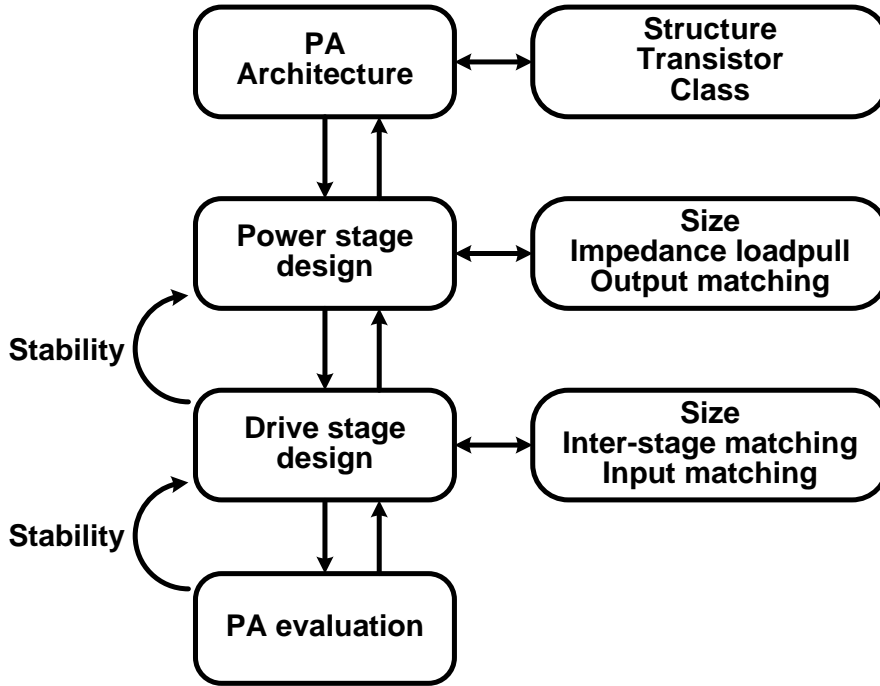 PA
Architecture
Structure
Transistor
Class
Power stage
design
Size
Impedance loadpull
Output matching
Stability
Drive stage
design
Size
Inter-stage matching
Input matching
Stability
PA evaluation